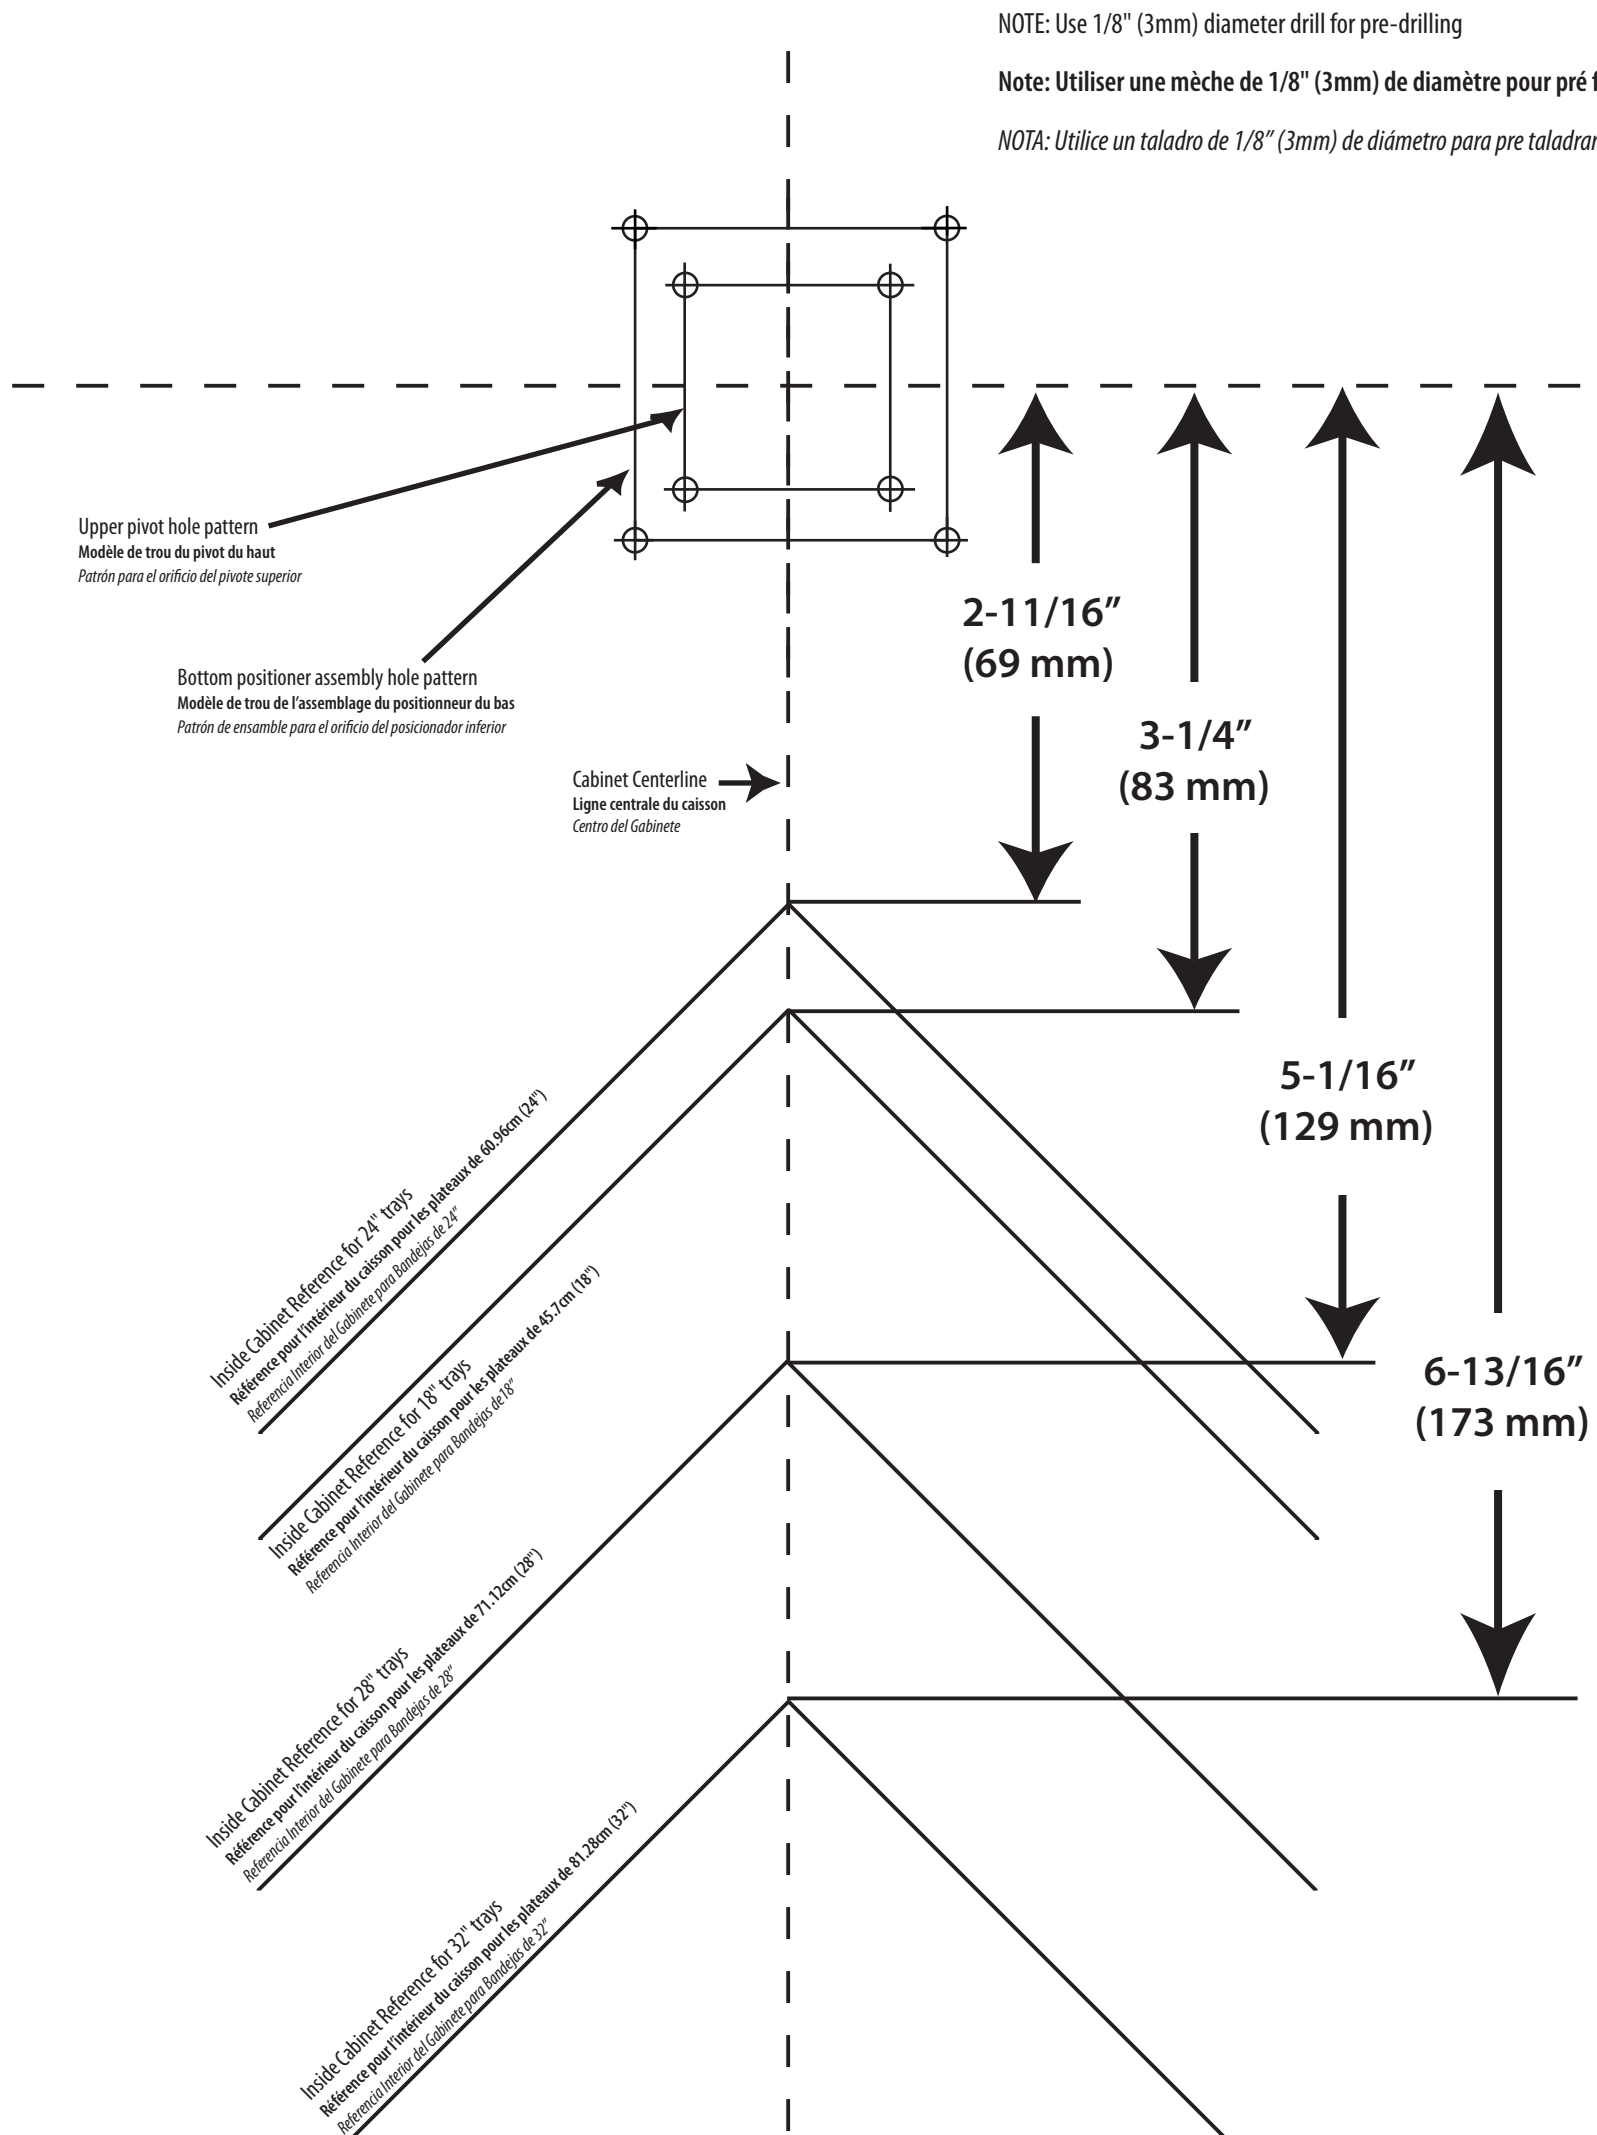 NOTE: Use 1/8" (3mm) diameter drill for pre-drilling
Note: Utiliser une mèche de 1/8" (3mm) de diamètre pour pré
NOTA: Utilice un taladro de 1/8” (3mm) de diámetro para pre taladrar
Upper pivot hole pattern
Modèle de trou du pivot du haut
Patrón para el orificio del pivote superior
Bottom positioner assembly hole pattern
Modèle de trou de l’assemblage du positionneur du bas
Patrón de ensamble para el orificio del posicionador inferior
2-11/16”
(69 mm)
3-1/4”
(83 mm)
Cabinet Centerline
Ligne centrale du caisson
Centro del Gabinete
5-1/16”
(129 mm)
6-13/16”
(173 mm)
Inside Cabinet Reference for 24" trays
Référence pour l’intérieur du caisson pour les plateaux de 60.96cm (24")
Referencia Interior del Gabinete para Bandejas de 24”
Inside Cabinet Reference for 18" trays
Référence pour l’intérieur du caisson pour les plateaux de 45.7cm (18")
Referencia Interior del Gabinete para Bandejas de18”
Inside Cabinet Reference for 28" trays
Référence pour l’intérieur du caisson pour les plateaux de 71.12cm (28")
Referencia Interior del Gabinete para Bandejas de 28”
Inside Cabinet Reference for 32" trays
Référence pour l’intérieur du caisson pour les plateaux de 81.28cm (32")
Referencia Interior del Gabinete para Bandejas de 32”